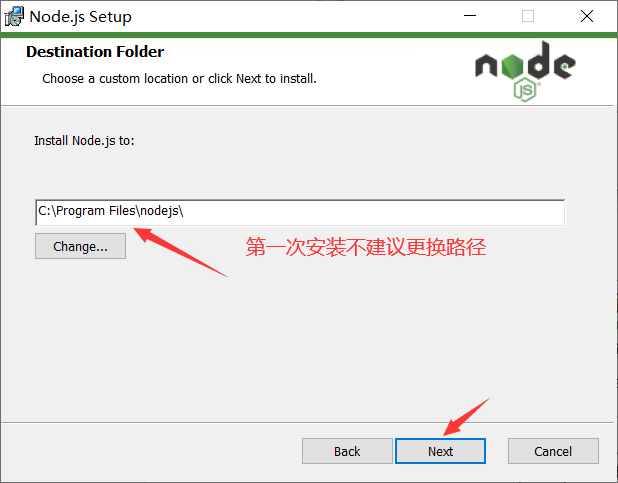 Node.js Setup
Destination Folder
Choose a custom location or click Next to install.
node
JS
Install Node.js to:
C:\Program Files\nodejs\
Change...
第一次安装不建议更换路径
Back
Next
Cancel